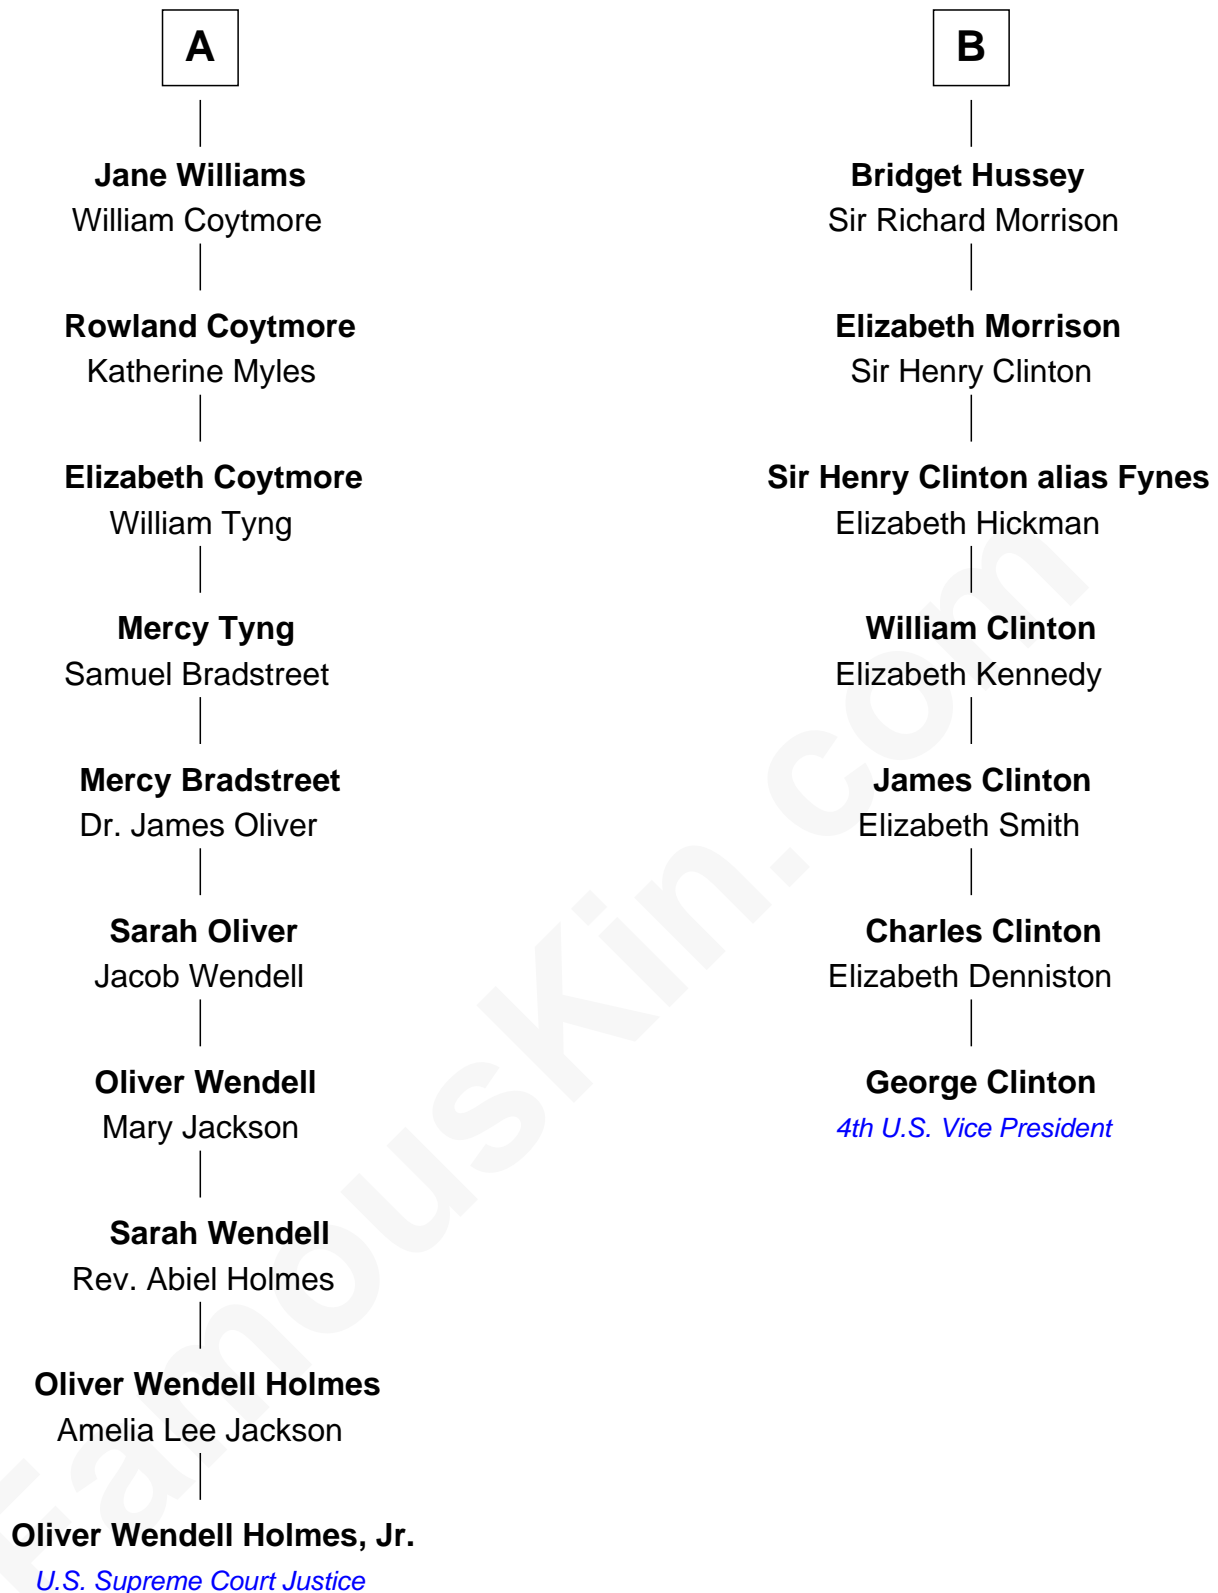 A
Jane Williams
William Coytmore
Rowland Coytmore
Katherine Myles
Elizabeth Coytmore
William Tyng
Mercy Tyng
Samuel Bradstreet
Mercy Bradstreet
Dr. James Oliver
Sarah Oliver
Jacob Wendell
Oliver Wendell
Mary Jackson
Sarah Wendell
Rev. Abiel Holmes
Oliver Wendell Holmes
Amelia Lee Jackson
Oliver Wendell Holmes, Jr.
U.S. Supreme Court Justice
B
Bridget Hussey
Sir Richard Morrison
Elizabeth Morrison
Sir Henry Clinton
Sir Henry Clinton alias Fynes
Elizabeth Hickman
William Clinton
Elizabeth Kennedy
James Clinton
Elizabeth Smith
Charles Clinton
Elizabeth Denniston
George Clinton
4th U.S. Vice President
FamousKin.com